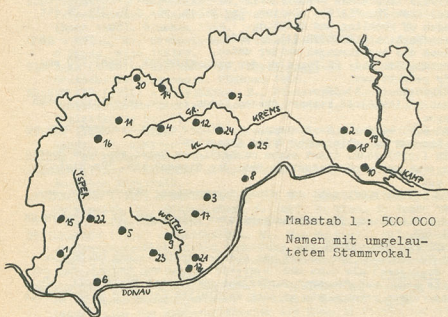 20
14
7
11
GR.
12
4
24
KREMS
2
19
16
KL.
25
18
10
KAMP
8
YSPER
3
15
22
17
WEITEN
5
9
Maßstab 1 : 500 000
Namen mit umgelau-
tetem Stammvokal
1
23
21
6
DONAU